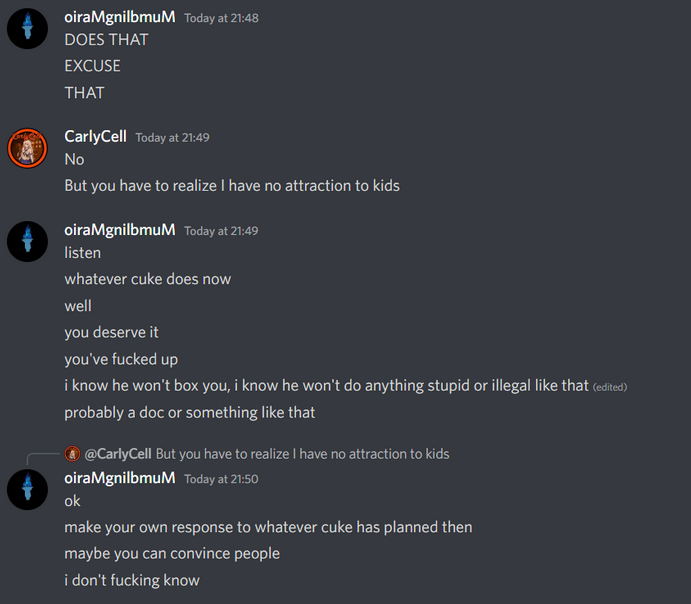 oiraMgnilbmuM Today at 21:48
DOES THAT
EXCUSE
THAT
CarlyCell Today at 21:49
No
But you have to realize I have no attraction to kids
oiraMgnilbmuM Today at 21:49
listen
whatever cuke does now
well
you deserve it
you've fucked up
i know he won't box you, i know he won't do anything stupid or illegal like that (edited)
probably a doc or something like that
@CarlyCell But you have to realize I have no attraction to kids
oiraMgnilbmuM Today at 21:50
ok
make your own response to whatever cuke has planned then
maybe you can convince people
i don't fucking know